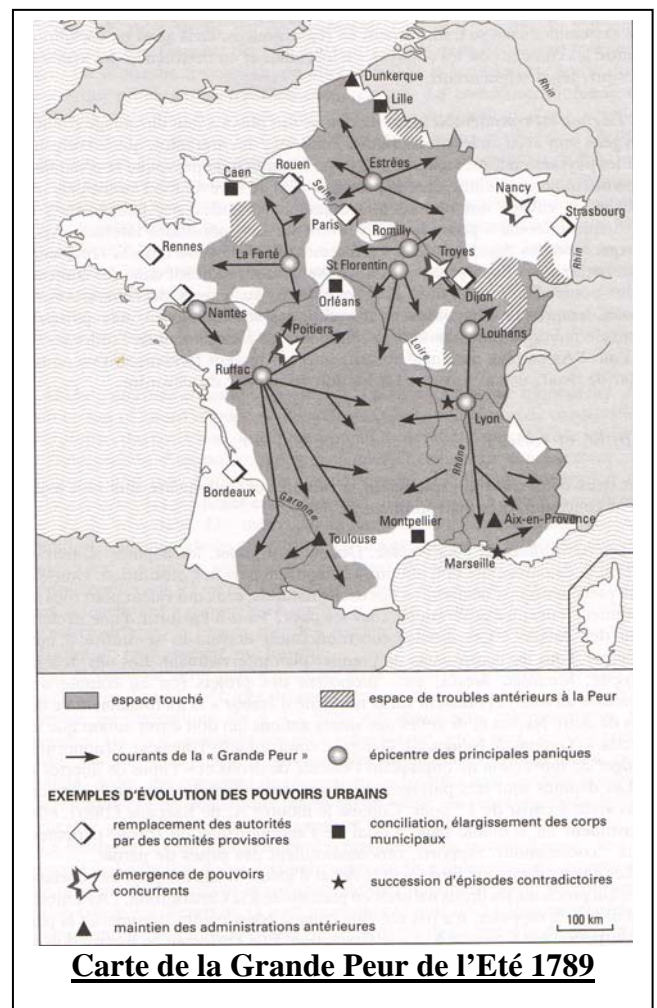 Dunkerque
Lille
Rhin
Caen
Rouen
Estrées
Seine
Nancy
Strasbourg
Paris
Romilly
Rennes
La Ferté
Troyes
St Florentin
Rhin
Orléans
Dijon
Nantes
Poitiers
Louhans
Loire
Ruffac
Lyon
Rhône
Bordeaux
Garonne
Toulouse
Montpellier
Aix-en-Provence
Marseille
espace touché
espace de troubles antérieurs à la Peur
courants de la « Grande Peur »
épicentre des principales paniques
EXEMPLES D'ÉVOLUTION DES POUVOIRS URBAINS
remplacement des autorités
par des comités provisoires
conciliation, élargissement des corps
municipaux
émergence de pouvoirs
concurrents
succession d'épisodes contradictoires
maintien des administrations antérieures
100 km
Carte de la Grande Peur de l'Eté 1789